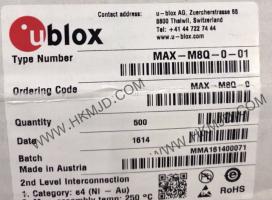 ublox
Contact address:
u-blox AG, Zuercherstrasse 68
8800 Thalwil, Switzerland
Tel +41 44 722 74 44
www.u-blox.com
Type Number
MAX-M8Q-0-01
Ordering Code
MAX-M8Q-0
Quantity
500
Date
1614
Batch
MMA161400071
Made in Austria
2nd Level Interconnection
1. Category: e4 (Ni - Au)
250 °C
RoHS
WWW.HKMJD.COM